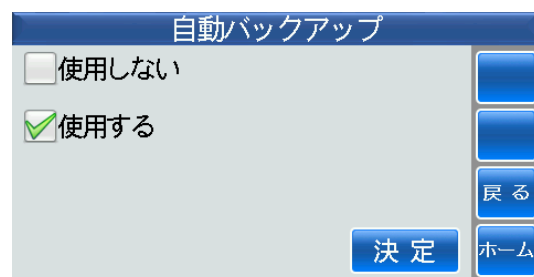 自動バックアップ
使用しない
使用する
戻る
決定
ホーム